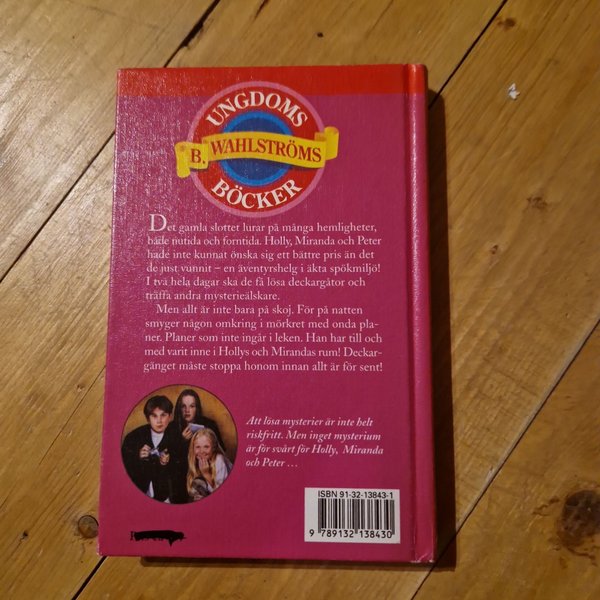 UNGDOMS
B. WAHLSTRÖMS
BÖCKER
Det gamla slottet lurar på många hemligheter,
både nutida och forntida. Holly, Miranda och Peter
hade inte kunnat önska sig ett bättre pris än det
de just vunnit – en äventyrshelg i äkta spökmiljö!
I två hela dagar ska de få lösa deckargåtor och
träffa andra mysterieälskare.
Men allt är inte bara på skoj. För på natten
smyger någon omkring i mörkret med onda pla-
ner. Planer som inte ingår i leken. Han har till och
med varit inne i Hollys och Mirandas rum! Deckar-
gänget måste stoppa honom innan allt är för sent!
Att lösa mysterier är inte helt
riskfritt. Men inget mysterium
är för svårt för Holly, Miranda
och Peter …
ISBN 91-32-13843-1
9 789132 138430